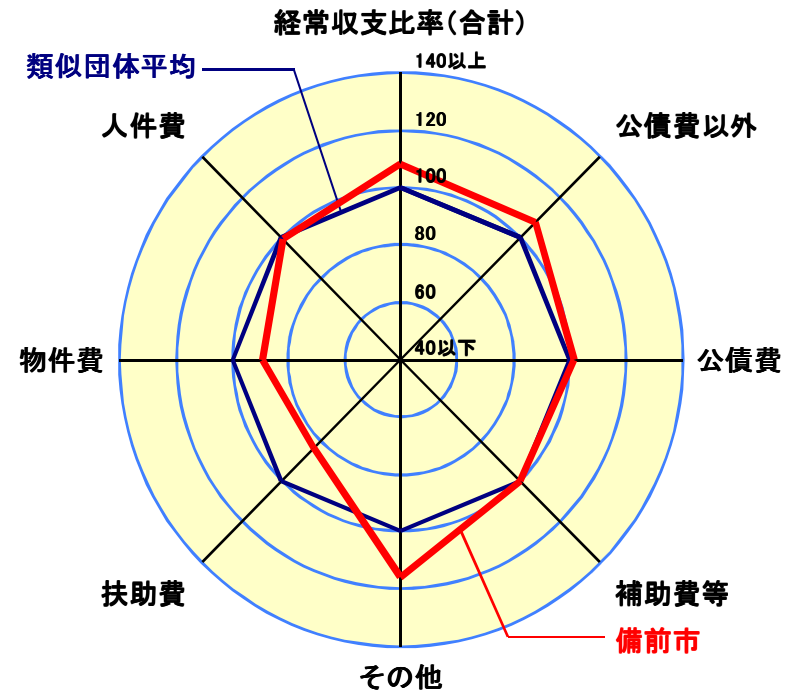 経常収支比率（合計）
140以上
類似団体平均
人件費
120
公債費以外
100
80
60
物件費
40以下
公債費
扶助費
補助費等
備前市
その他